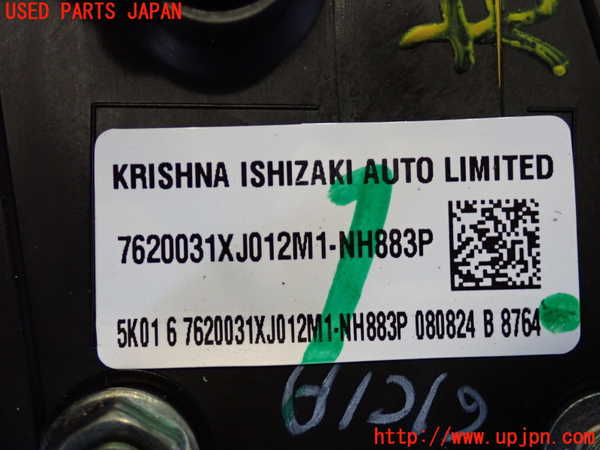 USED PARTS JAPAN
KRISHNA ISHIZAKI AUTO LIMITED
7620031XJ012M1-NH883P
5K01 6 7620031XJ012M1-NH883P 080824 B 8764
http://www.upjpn.com/